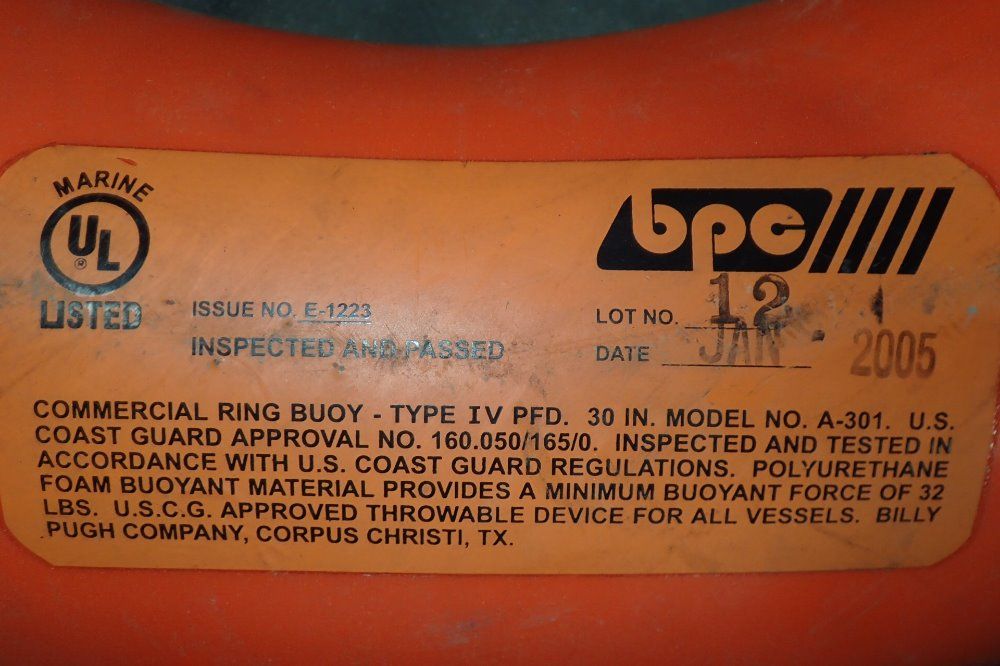 MARINE
UL
®
LISTED
bpc
ISSUE NO. E-1223
INSPECTED AND PASSED
LOT NO. 12
DATE JAN 2005
COMMERCIAL RING BUOY - TYPE IV PFD. 30 IN. MODEL NO. A-301. U.S.
COAST GUARD APPROVAL NO. 160.050/165/0. INSPECTED AND TESTED IN
ACCORDANCE WITH U.S. COAST GUARD REGULATIONS. POLYURETHANE
FOAM BUOYANT MATERIAL PROVIDES A MINIMUM BUOYANT FORCE OF 32
LBS. U.S.C.G. APPROVED THROWABLE DEVICE FOR ALL VESSELS. BILLY
PUGH COMPANY, CORPUS CHRISTI, TX.